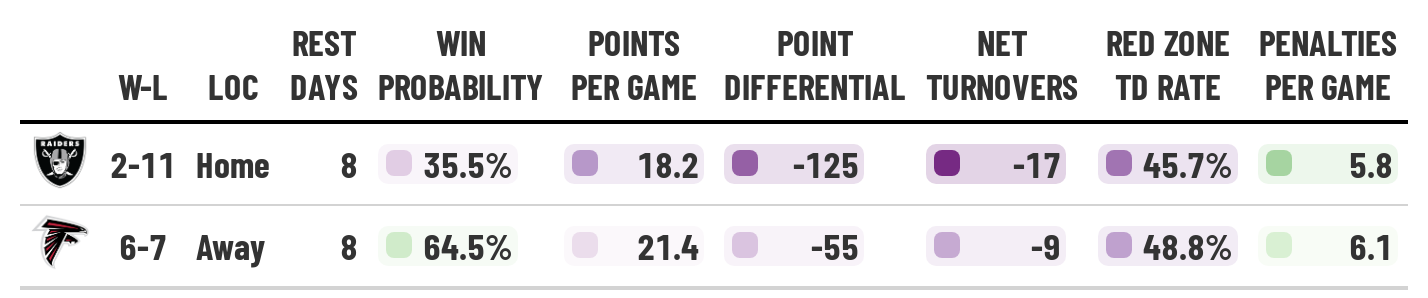 REST WIN POINTS POINT NET RED ZONE PENALTIES
W-L LOC DAYS PROBABILITY PER GAME DIFFERENTIAL TURNOVERS TD RATE PER GAME
RAIDERS
2-11 Home 8 35.5% 18.2 -125 -17 45.7% 5.8
6-7 Away 8 64.5% 21.4 -55 -9 48.8% 6.1